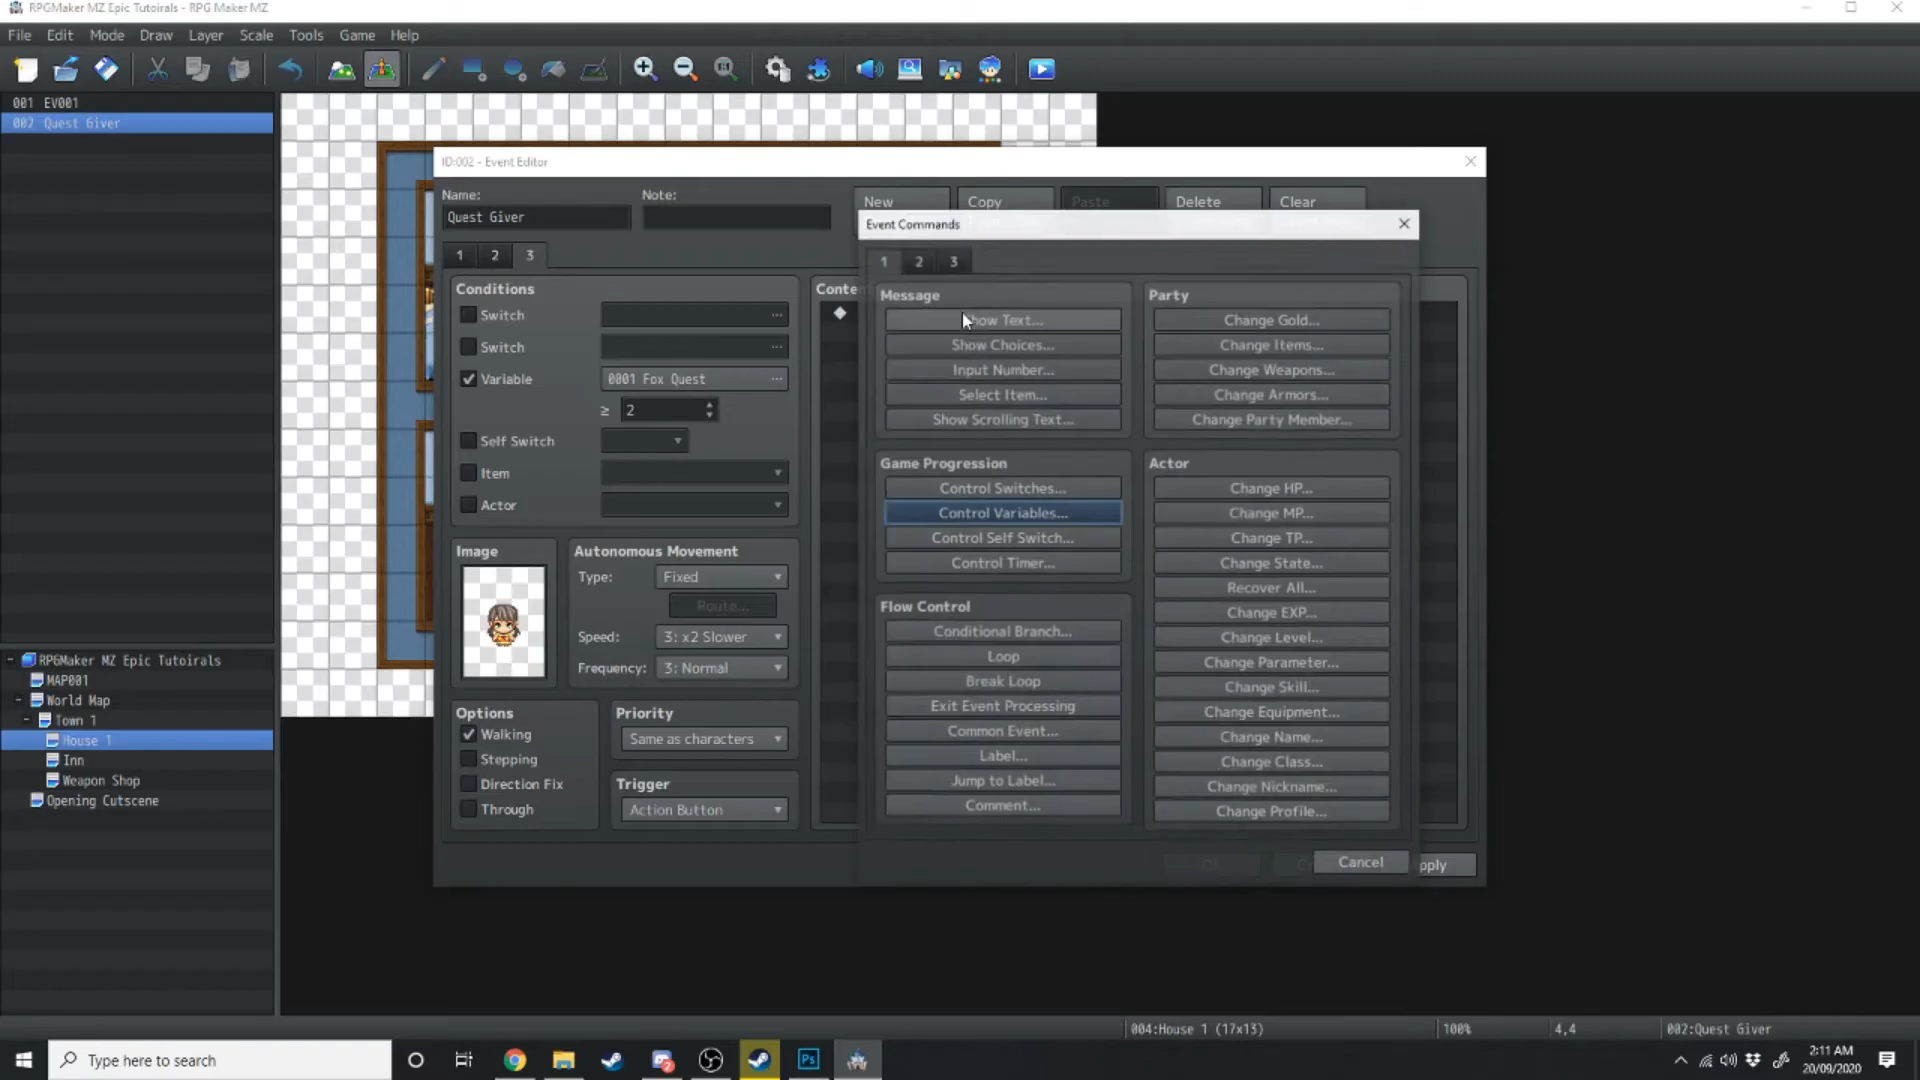 RPGMaker MZ Epic Tutoirals - RPG Maker MZ
File Edit Mode Draw Layer Scale Tools Game Help
001 EV001
002 Quest Giver
ID:002 - Event Editor
Name:
Note:
Quest Giver
New
Copy
Paste
Delete
Clear
Event Commands
1 2 3
1 2 3
Conditions
Switch
Switch
Variable
0001 Fox Quest
≥ 2
Self Switch
Item
Actor
Image
Autonomous Movement
Type:
Fixed
Route...
Speed:
3: x2 Slower
Frequency:
3: Normal
Options
Walking
Stepping
Direction Fix
Through
Priority
Same as characters
Trigger
Action Button
Message
Text...
Show Choices...
Input Number...
Select Item...
Show Scrolling Text...
Game Progression
Control Switches...
Control Variables...
Control Self Switch...
Control Timer...
Flow Control
Conditional Branch...
Loop
Break Loop
Exit Event Processing
Common Event...
Label...
Jump to Label...
Comment...
Party
Change Gold...
Change Items...
Change Weapons...
Change Armors...
Change Party Member...
Actor
Change HP...
Change MP...
Change TP...
Change State...
Recover All...
Change EXP...
Change Level...
Change Parameter...
Change Skill...
Change Equipment...
Change Name...
Change Class...
Change Nickname...
Change Profile...
Cancel
RPGMaker MZ Epic Tutoirals
MAP001
World Map
Town 1
House 1
Inn
Weapon Shop
Opening Cutscene
004:House 1 (17x13)
100%
4,4
002:Quest Giver
Type here to search
Ps
2:11 AM
20/09/2020